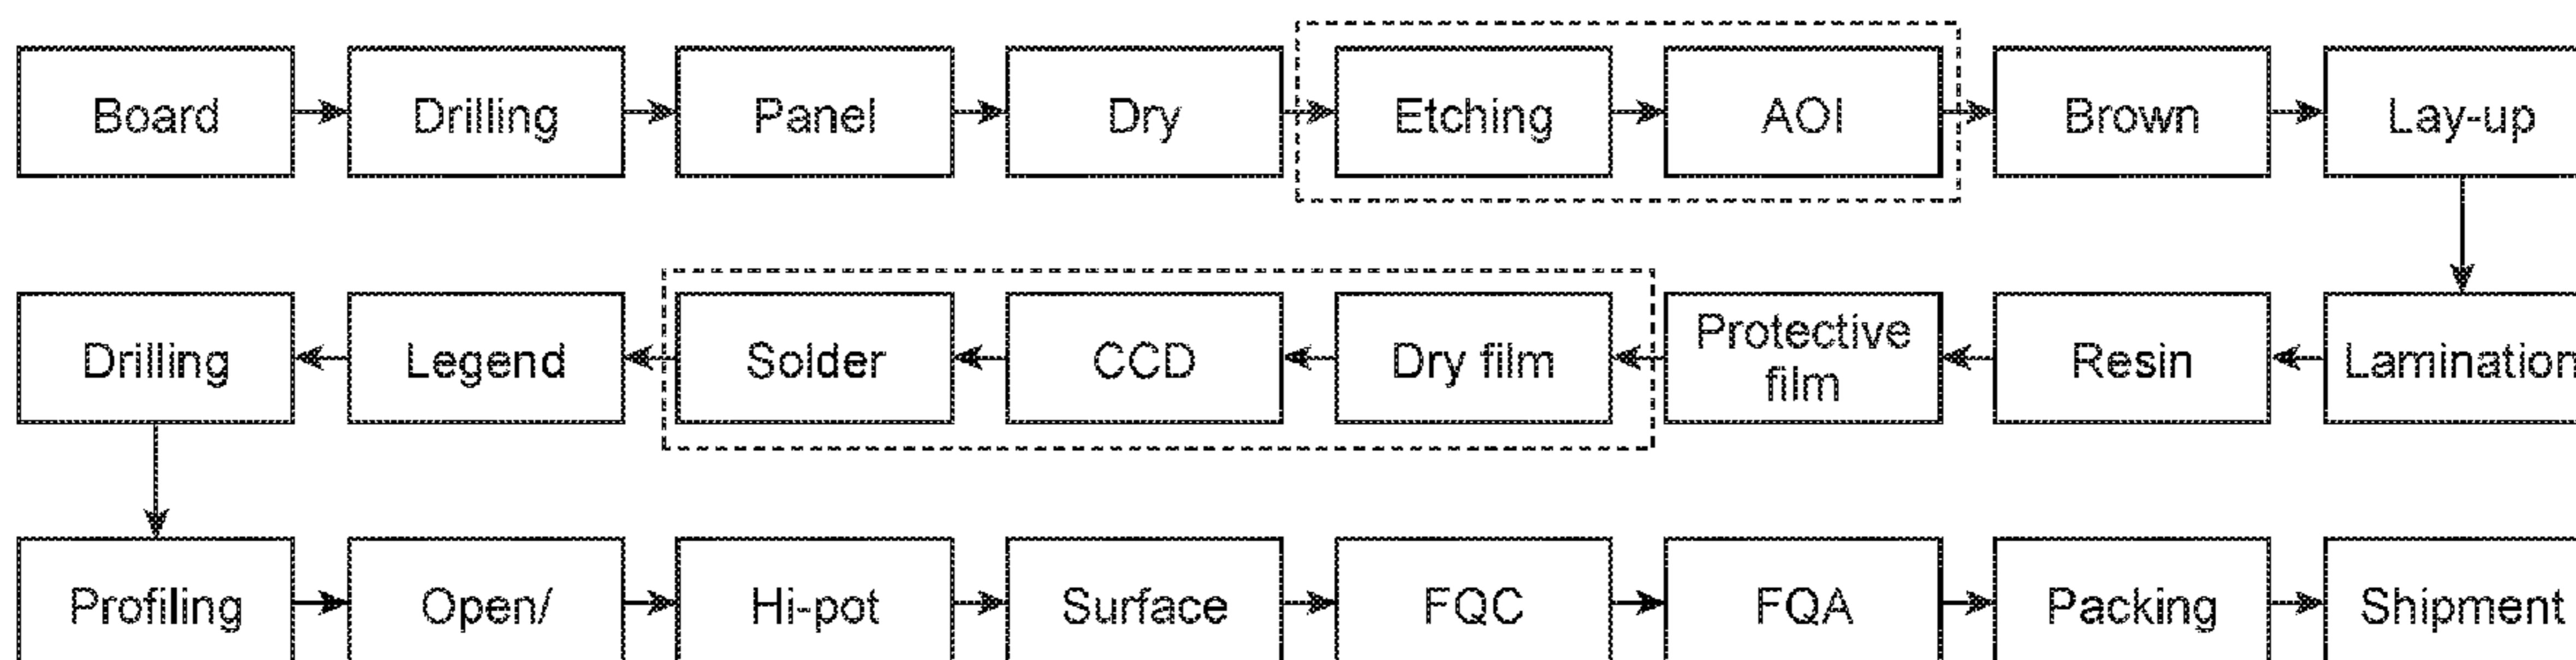 Board Drilling Panel Dry Etching AOI Brown Lay-up
Drilling Legend Solder CCD Dry film Protective film Resin Lamination
Profiling Open/ Hi-pot Surface FQC FQA Packing Shipment